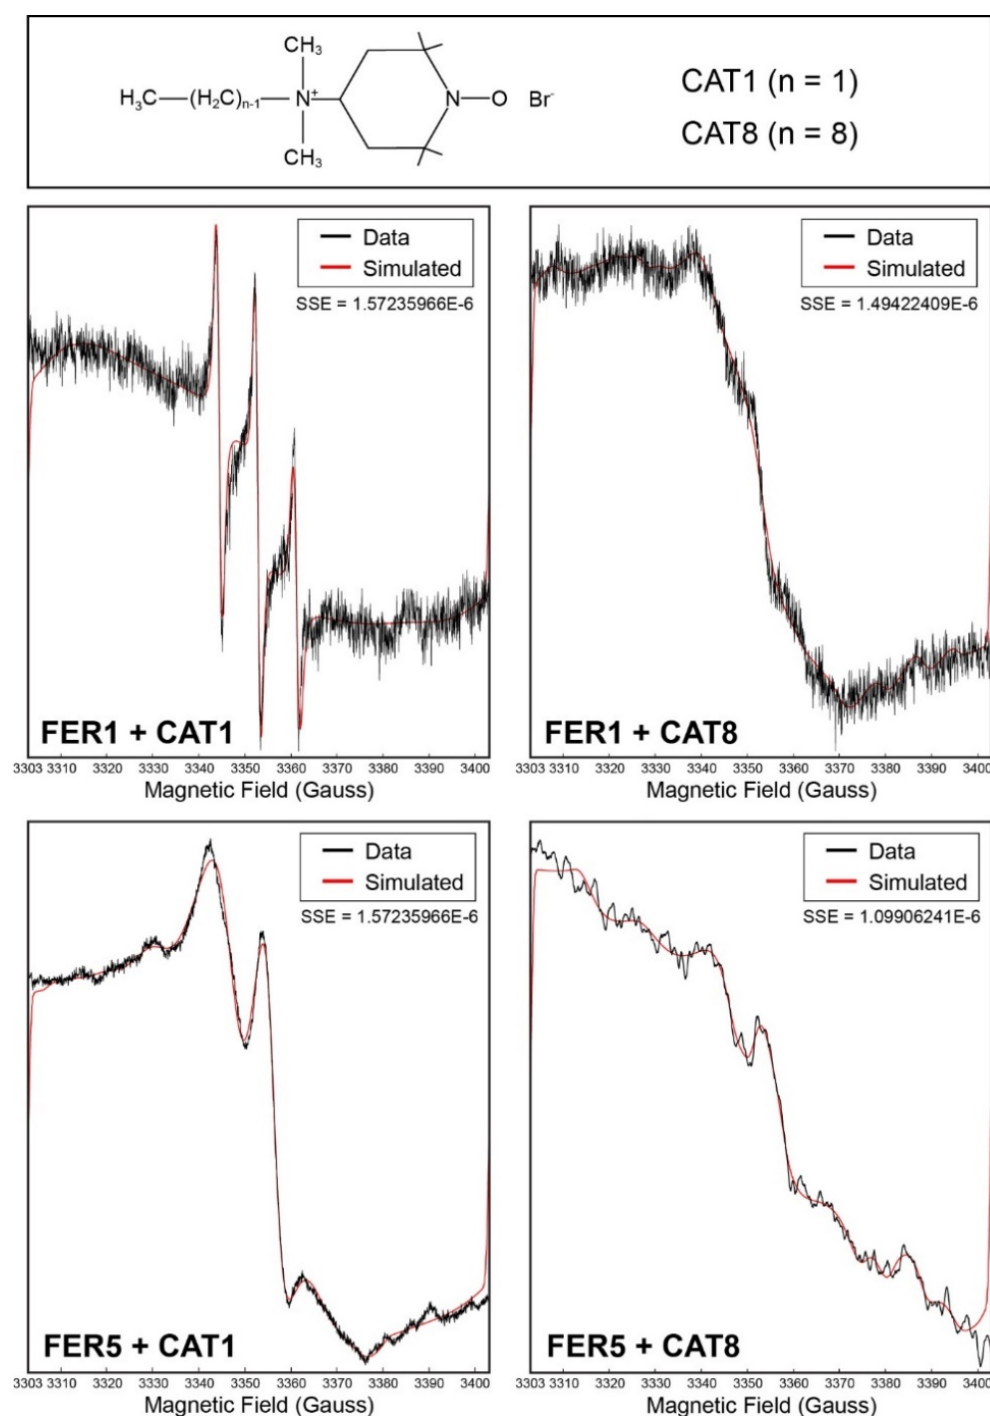 CH₃
H₃C—(H₂C)ₙ₋₁—N⁺ N—O Br⁻
CH₃
CAT1 (n = 1)
CAT8 (n = 8)
Data
Simulated
SSE = 1.57235966E-6
FER1 + CAT1
3303 3310 3320 3330 3340 3350 3360 3370 3380 3390 3400
Magnetic Field (Gauss)
Data
Simulated
SSE = 1.49422409E-6
FER1 + CAT8
3303 3310 3320 3330 3340 3350 3360 3370 3380 3390 3400
Magnetic Field (Gauss)
Data
Simulated
SSE = 1.57235966E-6
FER5 + CAT1
3303 3310 3320 3330 3340 3350 3360 3370 3380 3390 3400
Magnetic Field (Gauss)
Data
Simulated
SSE = 1.09906241E-6
FER5 + CAT8
3303 3310 3320 3330 3340 3350 3360 3370 3380 3390 3400
Magnetic Field (Gauss)